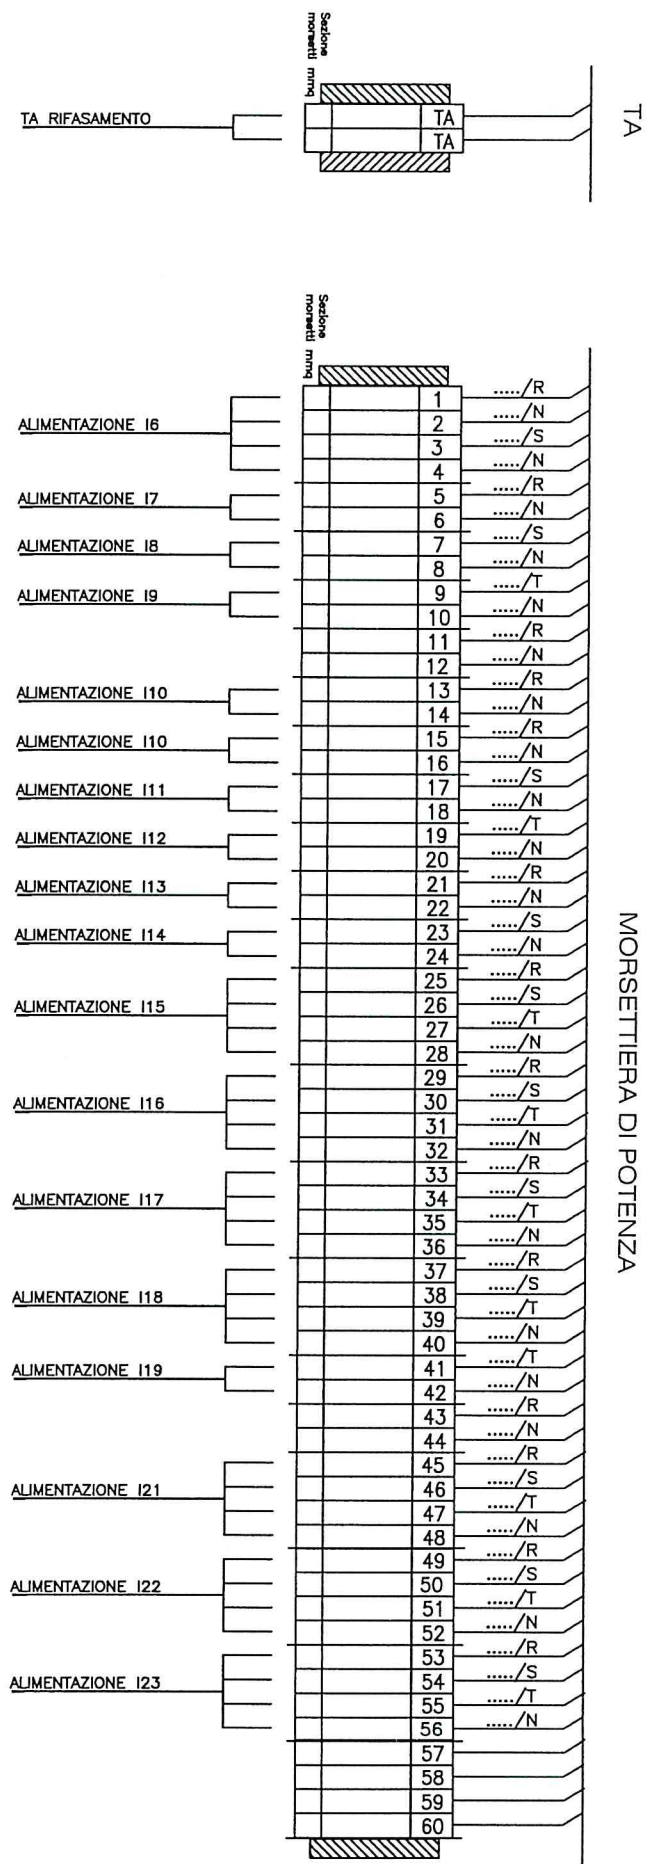 TA
Sezione
morsetti mmq
TA RIFASAMENTO
TA
TA
MORSETTIERA DI POTENZA
Sezione
morsetti mmq
ALIMENTAZIONE I6
1 ...../R
2 ...../N
3 ...../S
4 ...../N
ALIMENTAZIONE I7
5 ...../R
6 ...../N
ALIMENTAZIONE I8
7 ...../S
8 ...../N
ALIMENTAZIONE I9
9 ...../T
10 ...../N
11 ...../R
12 ...../N
ALIMENTAZIONE I10
13 ...../R
14 ...../N
ALIMENTAZIONE I10
15 ...../R
16 ...../N
ALIMENTAZIONE I11
17 ...../S
18 ...../N
ALIMENTAZIONE I12
19 ...../T
20 ...../N
ALIMENTAZIONE I13
21 ...../R
22 ...../N
ALIMENTAZIONE I14
23 ...../S
24 ...../N
ALIMENTAZIONE I15
25 ...../R
26 ...../S
27 ...../T
28 ...../N
ALIMENTAZIONE I16
29 ...../R
30 ...../S
31 ...../T
32 ...../N
ALIMENTAZIONE I17
33 ...../R
34 ...../S
35 ...../T
36 ...../N
ALIMENTAZIONE I18
37 ...../R
38 ...../S
39 ...../T
40 ...../N
ALIMENTAZIONE I19
41 ...../T
42 ...../N
43 ...../R
44 ...../N
ALIMENTAZIONE I21
45 ...../R
46 ...../S
47 ...../T
48 ...../N
ALIMENTAZIONE I22
49 ...../R
50 ...../S
51 ...../T
52 ...../N
ALIMENTAZIONE I23
53 ...../R
54 ...../S
55 ...../T
56 ...../N
57
58
59
60